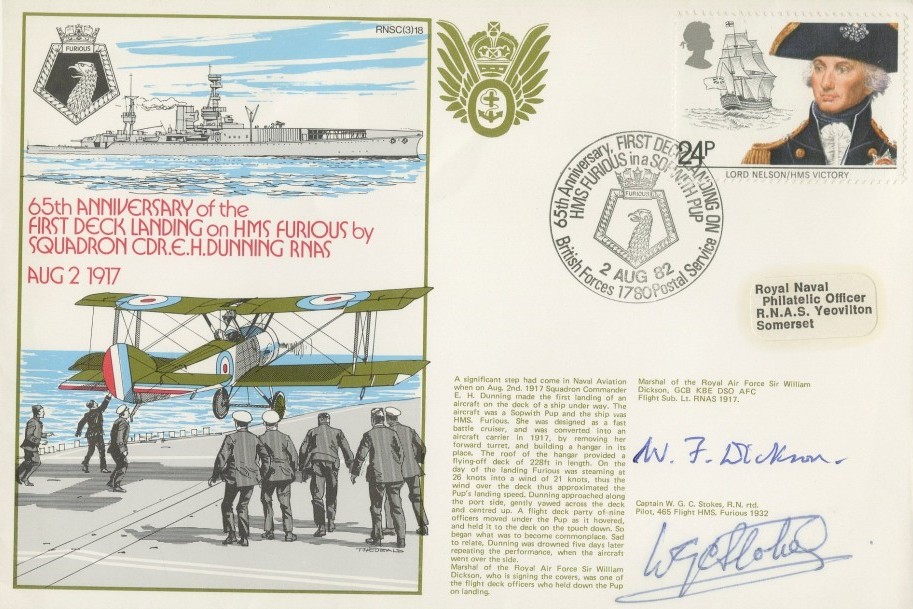 RNSC(3)18
FURIOUS
65th ANNIVERSARY of the
FIRST DECK LANDING on HMS FURIOUS by
SQUADRON CDR.E.H.DUNNING RNAS
AUG 2 1917
24P
LORD NELSON/HMS VICTORY
65th Anniversary, FIRST DECK LANDING ON
HMS FURIOUS in a SOPWITH PUP
FURIOUS
2 AUG 82
British Forces 1780 Postal Service
Royal Naval
Philatelic Officer
R.N.A.S. Yeovilton
Somerset
A significant step had come in Naval Aviation
when on Aug. 2nd. 1917 Squadron Commander
E. H. Dunning made the first landing of an
aircraft on the deck of a ship under way. The
aircraft was a Sopwith Pup and the ship was
HMS. Furious. She was designed as a fast
battle cruiser, and was converted into an
aircraft carrier in 1917, by removing her
forward turret, and building a hangar in its
place. The roof of the hangar provided a
flying-off deck of 228ft in length. On the
day of the landing Furious was steaming at
26 knots into a wind of 21 knots, thus the
wind over the deck thus approximated the
Pup's landing speed. Dunning approached along
the port side, gently yawed across the deck
and centred up. A flight deck party of nine
officers moved under the Pup as it hovered,
and held it to the deck on the touch down. So
began what was to become commonplace. Sad
to relate, Dunning was drowned five days later
repeating the performance, when the aircraft
went over the side.
Marshal of the Royal Air Force Sir William
Dickson, who is signing the covers, was one of
the flight deck officers who held down the Pup
on landing.
Marshal of the Royal Air Force Sir William
Dickson, GCB KBE DSO AFC
Flight Sub. Lt. RNAS 1917.
W. F. Dickson.
Captain W. G. C. Stokes, R.N. rtd.
Pilot, 465 Flight HMS. Furious 1932
WGCStokes